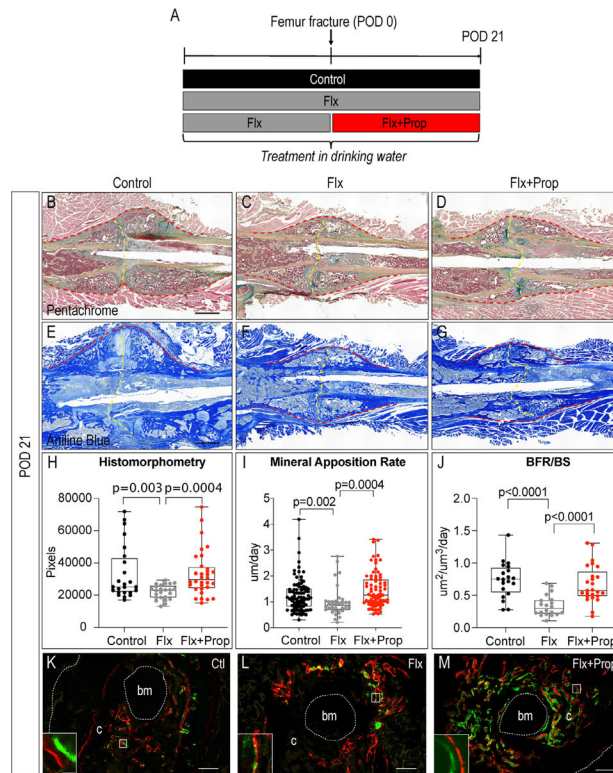 A
Femur fracture (POD 0)
POD 21
Control
Flx
Flx
Flx+Prop
Treatment in drinking water
Control
Flx
Flx+Prop
POD 21
B
C
D
Pentachrome
E
F
G
Aniline Blue
H
Histomorphometry
I
Mineral Apposition Rate
J
BFR/BS
p=0.003
p=0.0004
80000
60000
40000
20000
0
Pixels
Control
Flx
Flx+Prop
p=0.002
p=0.0004
5
4
3
2
1
0
um/day
Control
Flx
Flx+Prop
p<0.0001
p<0.0001
2.0
1.5
1.0
0.5
0.0
um²/um³/day
Control
Flx
Flx+Prop
K
Ctl
bm
c
L
Flx
bm
c
M
Flx+Prop
bm
c